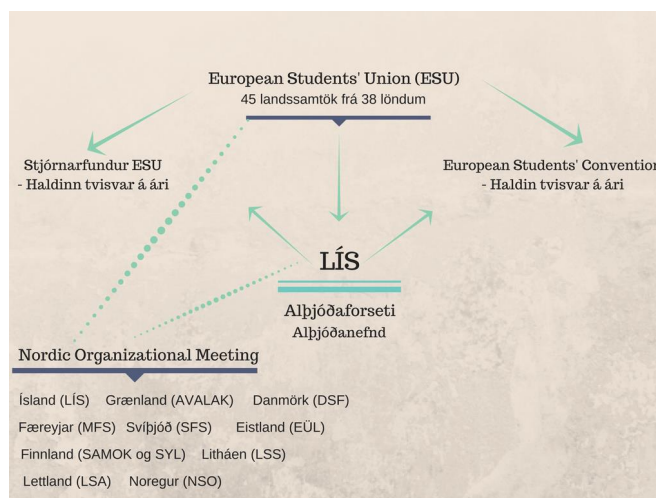 European Students' Union (ESU)
45 landssamtök frá 38 löndum
Stjórnarfundur ESU
- Haldinn tvisvar á ári
European Students' Convention
- Haldin tvisvar á ári
LÍS
Alþjóðaforseti
Alþjóðanefnd
Nordic Organizational Meeting
Ísland (LÍS) Grænland (AVALAK) Danmörk (DSF)
Færeyjar (MFS) Svíþjóð (SFS) Eistland (EÜL)
Finnland (SAMOK og SYL) Litháen (LSS)
Lettland (LSA) Noregur (NSO)